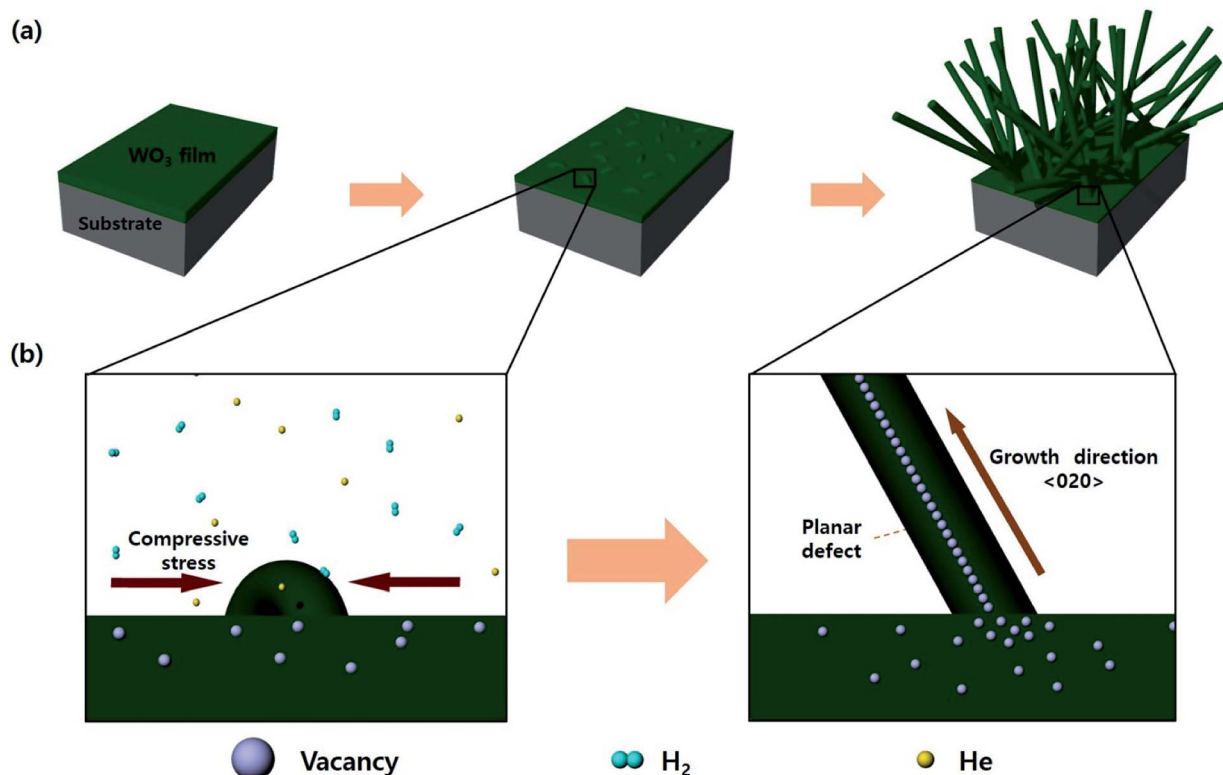 (a)
WO₃ film
Substrate
(b)
Compressive
stress
Growth direction
<020>
Planar
defect
Vacancy
H₂
He